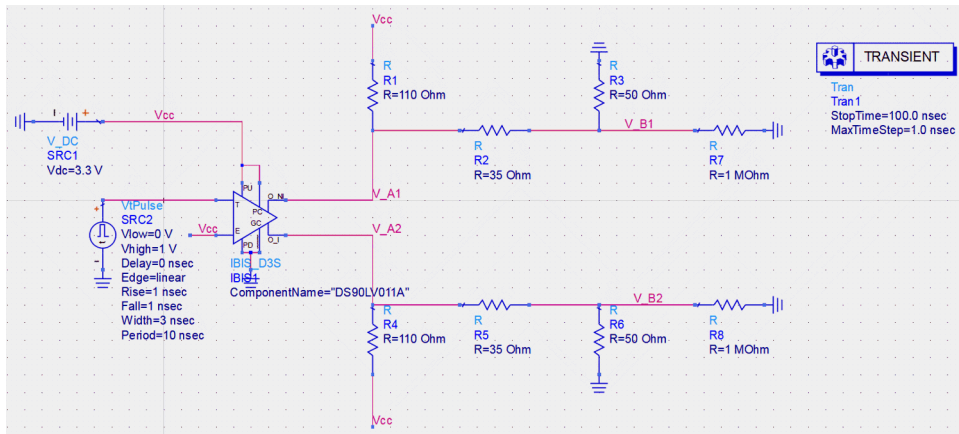 Vcc
R
R1
R=110 Ohm
R
R3
R=50 Ohm
TRANSIENT
Tran
Tran1
StopTime=100.0 nsec
MaxTimeStep=1.0 nsec
Vcc
V_DC
SRC1
Vdc=3.3 V
V_B1
R
R2
R=35 Ohm
R
R7
R=1 MOhm
PU
O_NI
V_A1
T
PC
VtPulse
SRC2
Vlow=0 V
Vhigh=1 V
Delay=0 nsec
Edge=linear
Rise=1 nsec
Fall=1 nsec
Width=3 nsec
Period=10 nsec
Vcc
E
GC
PD
O_I
V_A2
IBIS_D3S
IBIS1
ComponentName="DS90LV011A"
R
R4
R=110 Ohm
R
R5
R=35 Ohm
R
R6
R=50 Ohm
V_B2
R
R8
R=1 MOhm
Vcc